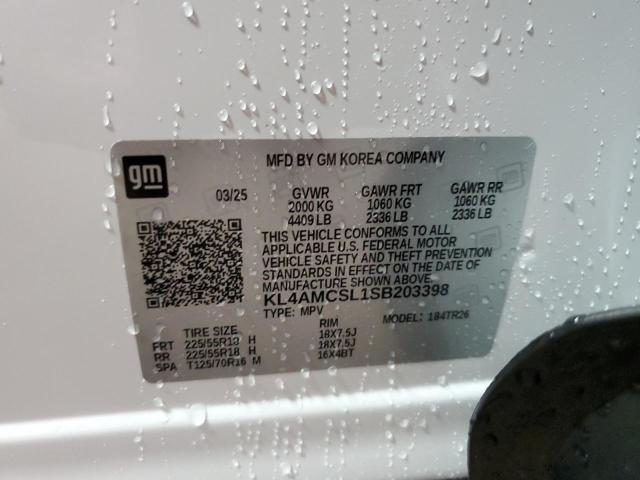 gm
MFD BY GM KOREA COMPANY
03/25 GVWR GAWR FRT GAWR RR
2000 KG 1060 KG 1060 KG
4409 LB 2336 LB 2336 LB
THIS VEHICLE CONFORMS TO ALL
APPLICABLE U.S. FEDERAL MOTOR
VEHICLE SAFETY AND THEFT PREVENTION
STANDARDS IN EFFECT ON THE DATE OF
MANUFACTURE SHOWN ABOVE.
KL4AMCSL1SB203398
TYPE: MPV MODEL: 184TR26
TIRE SIZE RIM
FRT 225/55R18 H 18X7.5J
RR 225/55R18 H 18X7.5J
SPA T125/70R16 M 16X4BT